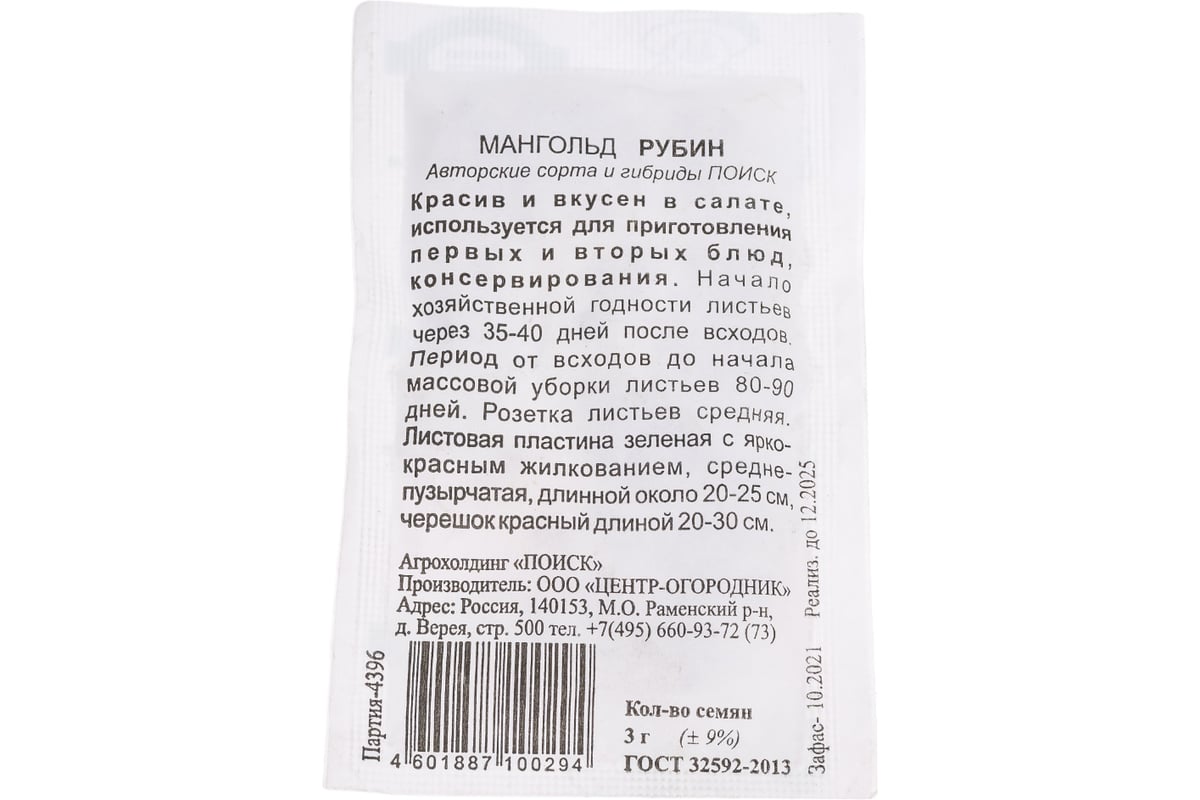 МАНГОЛЬД РУБИН
Авторские сорта и гибриды ПОИСК
Красив и вкусен в салате,
используется для приготовления
первых и вторых блюд,
консервирования. Начало
хозяйственной годности листьев
через 35-40 дней после всходов.
Период от всходов до начала
массовой уборки листьев 80-90
дней. Розетка листьев средняя.
Листовая пластина зеленая с ярко-
красным жилкованием, средне-
пузырчатая, длинной около 20-25 см,
черешок красный длиной 20-30 см.
Агрохолдинг «ПОИСК»
Производитель: ООО «ЦЕНТР-ОГОРОДНИК»
Адрес: Россия, 140153, М.О. Раменский р-н,
д. Верея, стр. 500 тел. +7(495) 660-93-72 (73)
Партия-4396
4 601887 100294
Кол-во семян
3 г (± 9%)
ГОСТ 32592-2013
Зафас- 10.2021 Реализ. до 12.2025